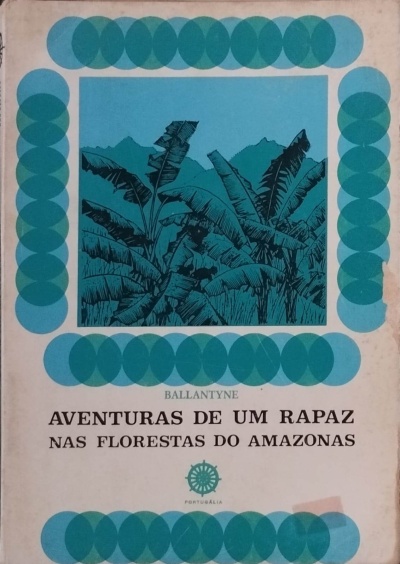 BALLANTYNE
AVENTURAS DE UM RAPAZ
NAS FLORESTAS DO AMAZONAS
PORTUGÁLIA